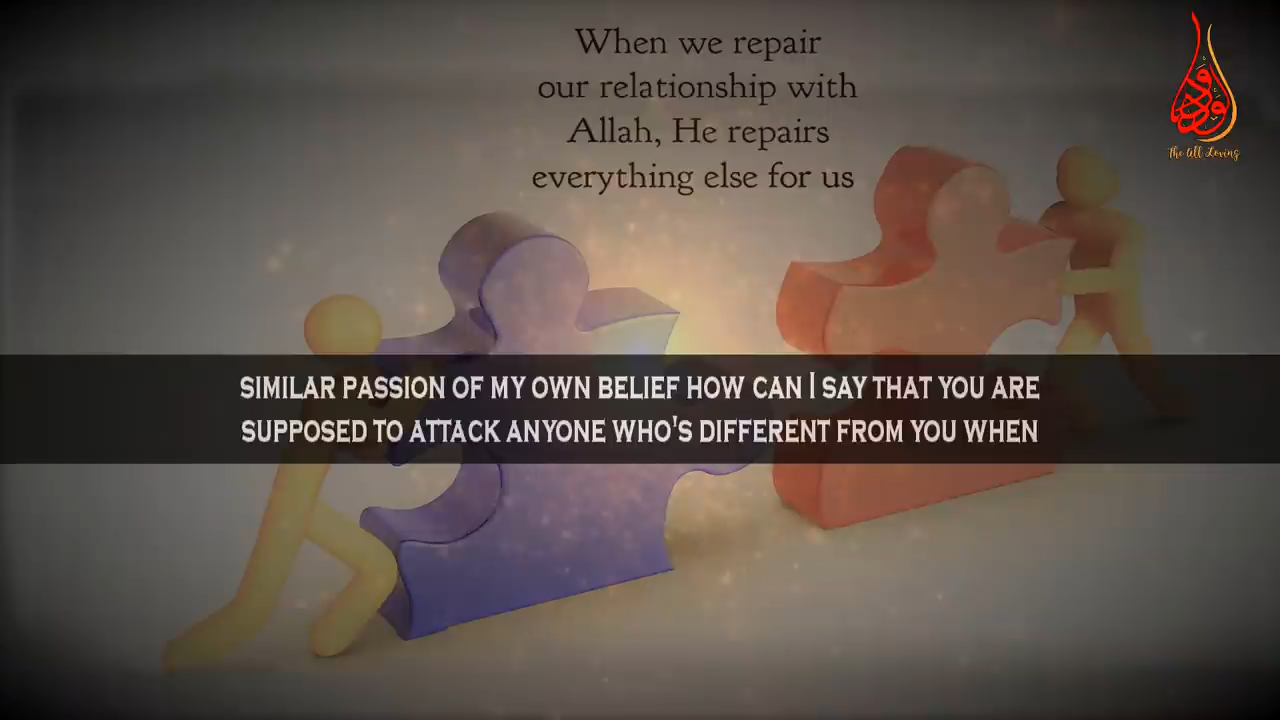 When we repair
our relationship with
Allah, He repairs
everything else for us
الودود
The All Loving
SIMILAR PASSION OF MY OWN BELIEF HOW CAN I SAY THAT YOU ARE
SUPPOSED TO ATTACK ANYONE WHO'S DIFFERENT FROM YOU WHEN